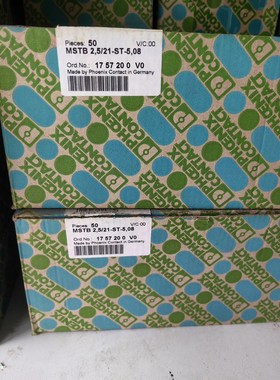 Pieces: 50 V/C:00
MSTB 2,5/21-ST-5,08
Ord.No.: 17 57 20 0 V0
Made by Phoenix Contact in Germany
Pieces: 50 V/C:00
MSTB 2,5/21-ST-5,08
Ord.No.: 17 57 20 0 V0
Made by Phoenix Contact in Germany